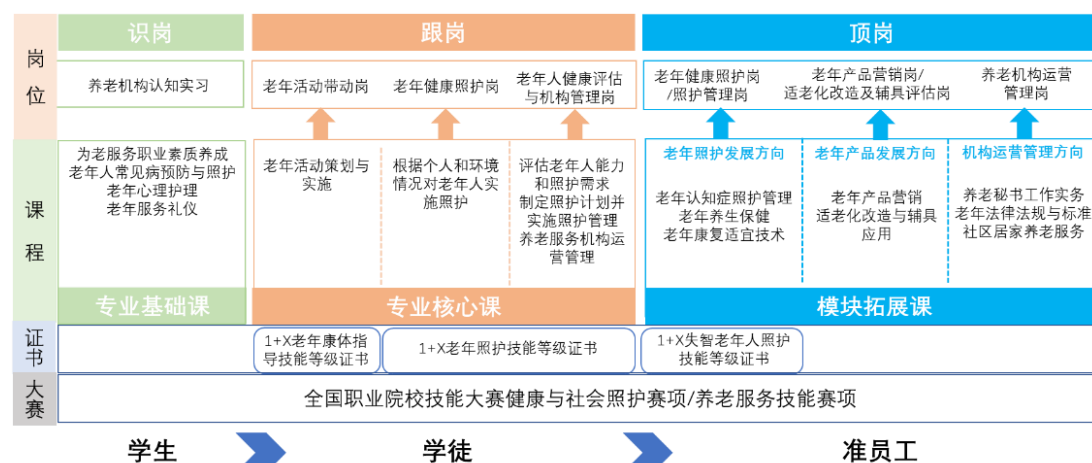 识岗
跟岗
顶岗
岗位
养老机构认知实习
老年活动带动岗
老年健康照护岗
老年人健康评估
与机构管理岗
老年健康照护岗
/照护管理岗
老年产品营销岗/
适老化改造及辅具评估岗
养老机构运营
管理岗
课程
为老服务职业素质养成
老年人常见病预防与照护
老年心理护理
老年服务礼仪
老年活动策划与
实施
根据个人和环境
情况对老年人实
施照护
评估老年人能力
和照护需求
制定照护计划并
实施照护管理
养老服务机构运
营管理
老年照护发展方向
老年认知症照护管理
老年养生保健
老年康复适宜技术
老年产品发展方向
老年产品营销
适老化改造与辅具
应用
机构运营管理方向
养老秘书工作实务
老年法律法规与标准
社区居家养老服务
专业基础课
专业核心课
模块拓展课
证书
1+X老年康体指
导技能等级证书
1+X老年照护技能等级证书
1+X失智老年人照护
技能等级证书
大赛
全国职业院校技能大赛健康与社会照护赛项/养老服务技能赛项
学生
学徒
准员工